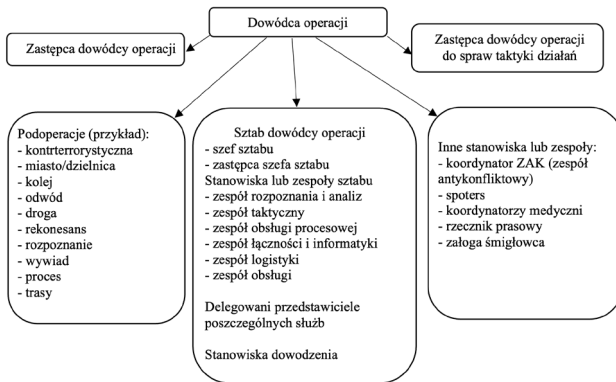 Dowódca operacji
Zastępca dowódcy operacji
Zastępca dowódcy operacji
do spraw taktyki działań
Podoperacje (przykład):
- kontrterrorystyczna
- miasto/dzielnica
- kolej
- odwód
- droga
- rekonesans
- rozpoznanie
- wywiad
- proces
- trasy
Sztab dowódcy operacji
- szef sztabu
- zastępca szefa sztabu
Stanowiska lub zespoły sztabu
- zespół rozpoznania i analiz
- zespół taktyczny
- zespół obsługi procesowej
- zespół łączności i informatyki
- zespół logistyki
- zespół obsługi
Delegowani przedstawiciele
poszczególnych służb
Stanowiska dowodzenia
Inne stanowiska lub zespoły:
- koordynator ZAK (zespół
antykonfliktowy)
- spoters
- koordynatorzy medyczni
- rzecznik prasowy
- załoga śmigłowca